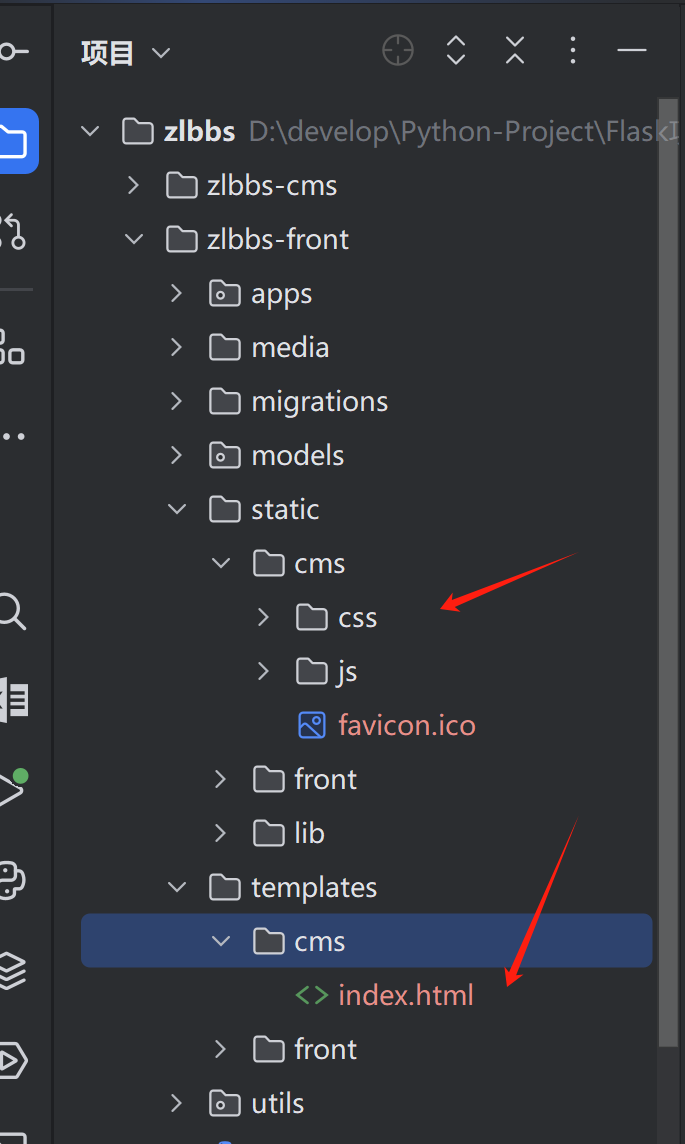 项目
zlbbs D:\develop\Python-Project\Flask
zlbbs-cms
zlbbs-front
apps
media
migrations
models
static
cms
css
js
favicon.ico
front
lib
templates
cms
index.html
front
utils